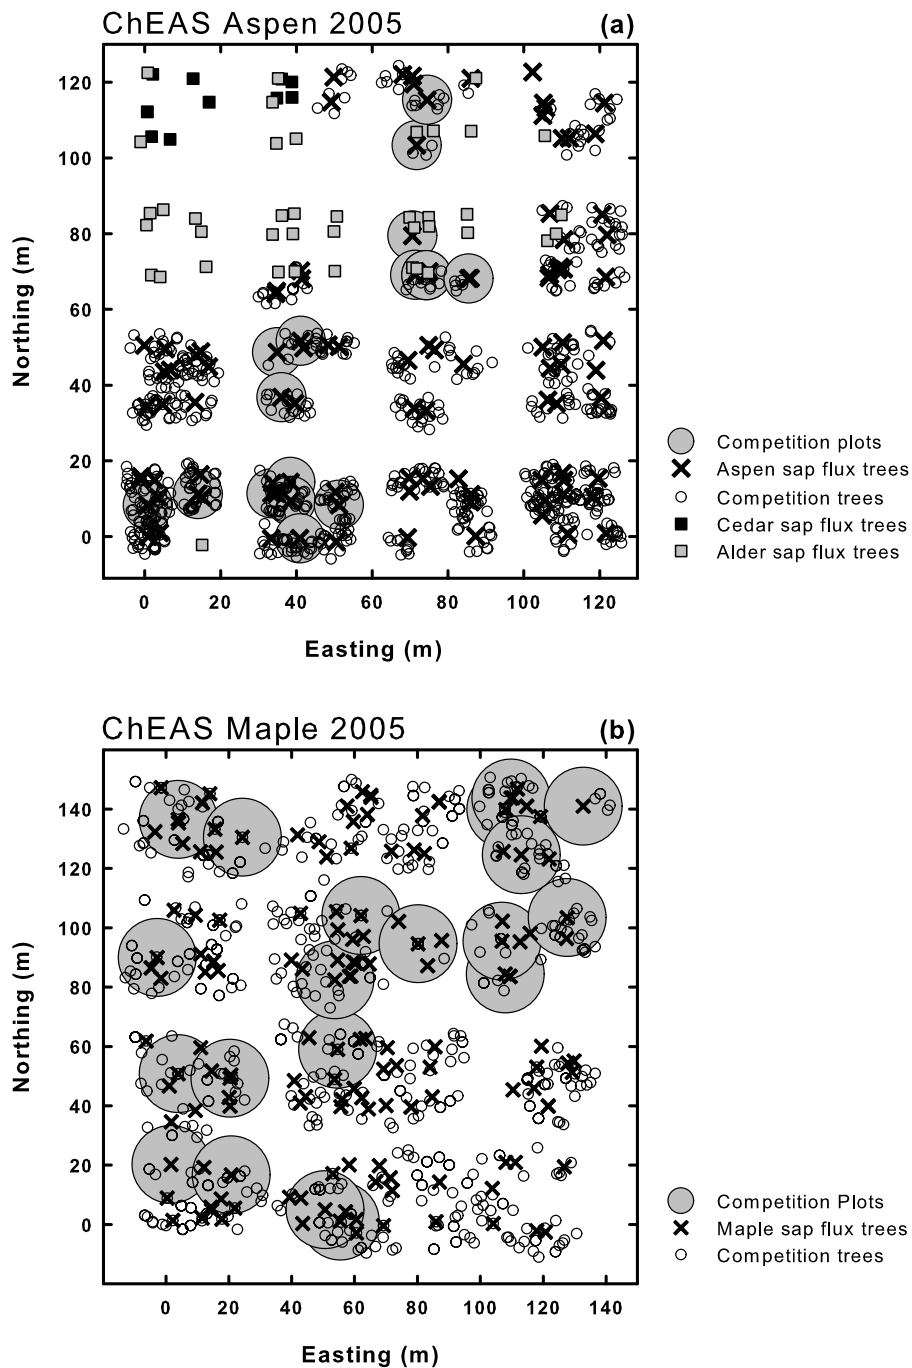 ChEAS Aspen 2005 (a)
120
100
80
60
40
20
0
Northing (m)
0 20 40 60 80 100 120
Easting (m)
Competition plots
Aspen sap flux trees
Competition trees
Cedar sap flux trees
Alder sap flux trees
ChEAS Maple 2005 (b)
140
120
100
80
60
40
20
0
Northing (m)
0 20 40 60 80 100 120 140
Easting (m)
Competition Plots
Maple sap flux trees
Competition trees